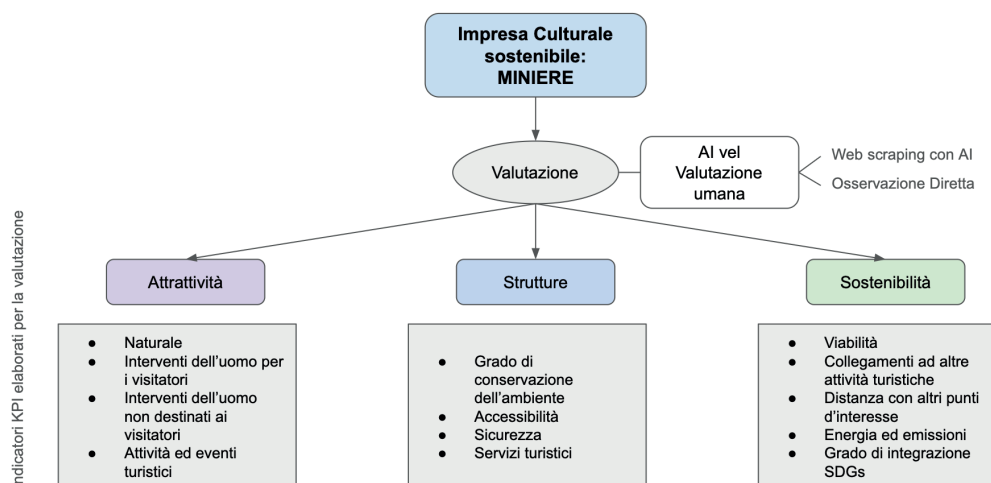 Impresa Culturale
sostenibile:
MINIERE
Valutazione
AI vel
Valutazione
umana
Web scraping con AI
Osservazione Diretta
Indicatori KPI elaborati per la valutazione
Attrattività
Strutture
Sostenibilità
● Naturale
● Interventi dell'uomo per
i visitatori
● Interventi dell'uomo
non destinati ai
visitatori
● Attività ed eventi
turistici
● Grado di
conservazione
dell'ambiente
● Accessibilità
● Sicurezza
● Servizi turistici
● Viabilità
● Collegamenti ad altre
attività turistiche
● Distanza con altri punti
d'interesse
● Energia ed emissioni
● Grado di integrazione
SDGs